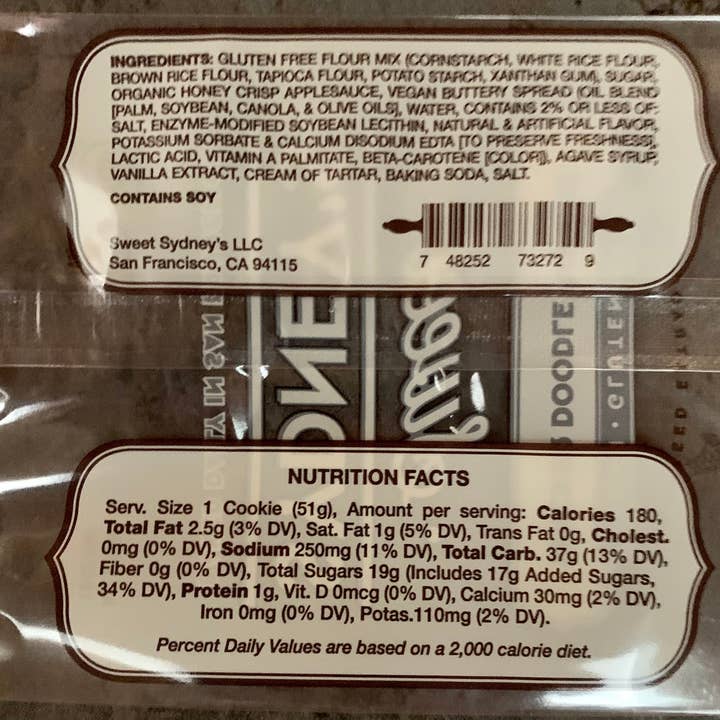 INGREDIENTS: GLUTEN FREE FLOUR MIX (CORNSTARCH, WHITE RICE FLOUR,
BROWN RICE FLOUR, TAPIOCA FLOUR, POTATO STARCH, XANTHAN GUM), SUGAR,
ORGANIC HONEY CRISP APPLESAUCE, VEGAN BUTTERY SPREAD (OIL BLEND
[PALM, SOYBEAN, CANOLA, & OLIVE OILS], WATER, CONTAINS 2% OR LESS OF:
SALT, ENZYME-MODIFIED SOYBEAN LECITHIN, NATURAL & ARTIFICIAL FLAVOR,
POTASSIUM SORBATE & CALCIUM DISODIUM EDTA [TO PRESERVE FRESHNESS],
LACTIC ACID, VITAMIN A PALMITATE, BETA-CAROTENE [COLOR]), AGAVE SYRUP,
VANILLA EXTRACT, CREAM OF TARTAR, BAKING SODA, SALT.
CONTAINS SOY
Sweet Sydney's LLC
San Francisco, CA 94115
7 48252 73272 9
DOODLE
NUTRITION FACTS
Serv. Size 1 Cookie (51g), Amount per serving: Calories 180,
Total Fat 2.5g (3% DV), Sat. Fat 1g (5% DV), Trans Fat 0g, Cholest.
0mg (0% DV), Sodium 250mg (11% DV), Total Carb. 37g (13% DV),
Fiber 0g (0% DV), Total Sugars 19g (Includes 17g Added Sugars,
34% DV), Protein 1g, Vit. D 0mcg (0% DV), Calcium 30mg (2% DV),
Iron 0mg (0% DV), Potas.110mg (2% DV).
Percent Daily Values are based on a 2,000 calorie diet.